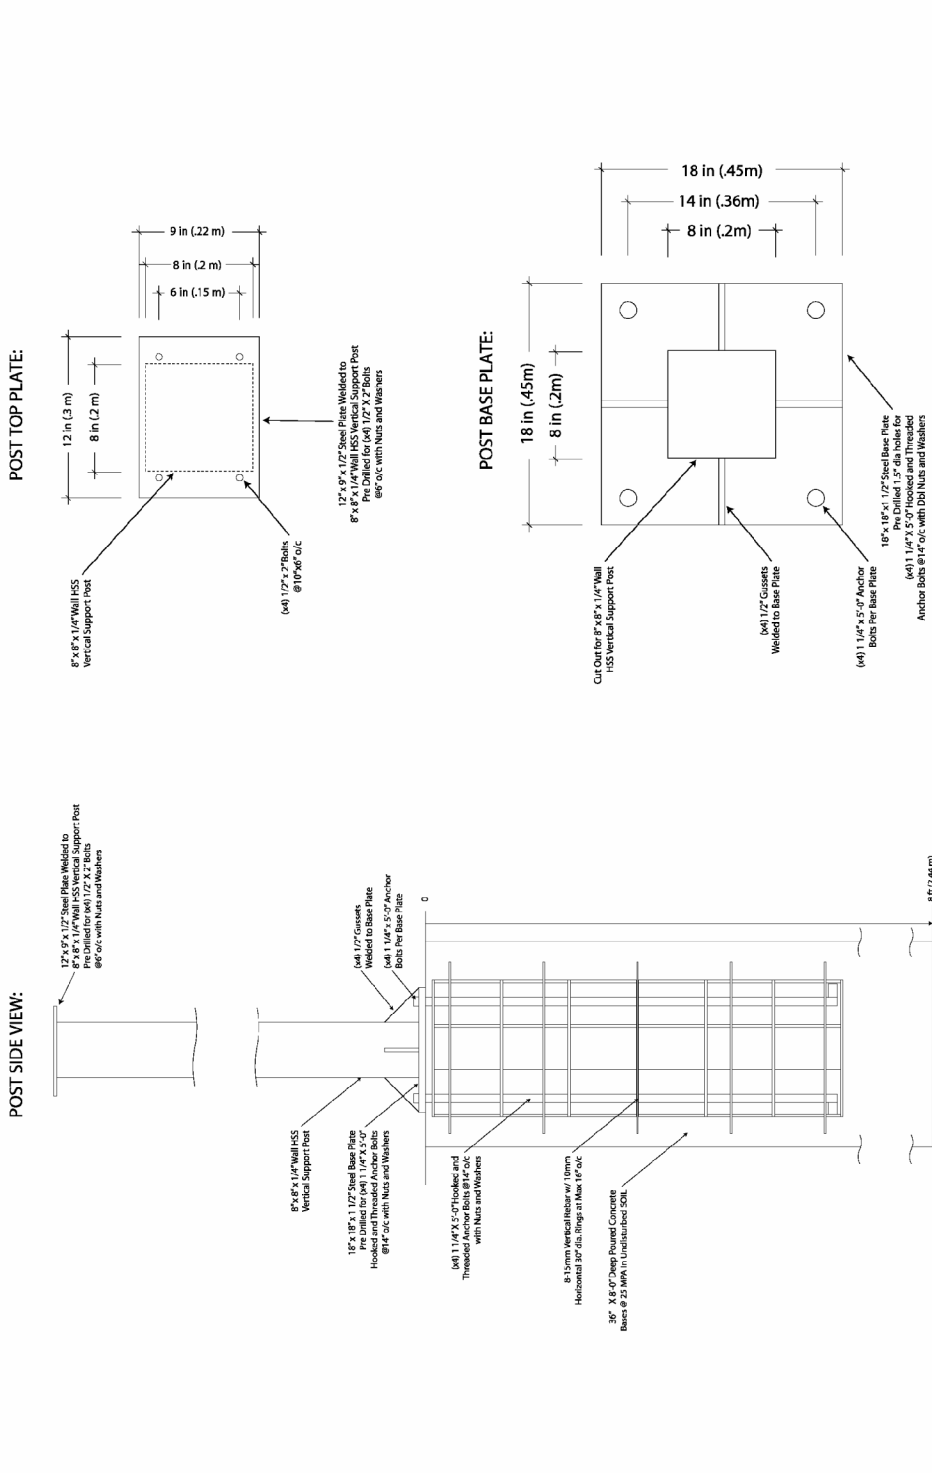 POST TOP PLATE:
12 in (.3 m)
8 in (.2 m)
9 in (.22 m)
8 in (.2 m)
6 in (.15 m)
8"x 8"x 1/4"Wall HSS
Vertical Support Post
(x4) 1/2"x 2"Bolts
@10"x6" o/c
12"x 9"x 1/2" Steel Plate Welded to
8"x 8"x 1/4"Wall HSS Vertical Support Post
Pre Drilled for (x4) 1/2" X 2" Bolts
@6" o/c with Nuts and Washers
POST BASE PLATE:
18 in (.45m)
8 in (.2m)
18 in (.45m)
14 in (.36m)
8 in (.2m)
Cut Out for 8"x 8"x 1/4"Wall
HSS Vertical Support Post
(x4) 1/2" Gussets
Welded to Base Plate
(x4) 1 1/4"x 5'-0" Anchor
Bolts Per Base Plate
18"x 18"x1 1/2" Steel Base Plate
Pre Drilled 1.5" dia holes for
(x4) 1 1/4"X 5'-0" Hooked and Threaded
Anchor Bolts @14" o/c with Dbl Nuts and Washers
POST SIDE VIEW:
12"x 9"x 1/2" Steel Plate Welded to
8"x 8"x 1/4"Wall HSS Vertical Support Post
Pre Drilled for (x4) 1/2" X 2" Bolts
@6" o/c with Nuts and Washers
8"x 8"x 1/4"Wall HSS
Vertical Support Post
(x4) 1/2" Gussets
Welded to Base Plate
(x4) 1 1/4"x 5'-0" Anchor
Bolts Per Base Plate
18"x 18"x 1 1/2" Steel Base Plate
Pre Drilled for (x4) 1 1/4"X 5'-0"
Hooked and Threaded Anchor Bolts
@14" o/c with Nuts and Washers
0
(x4) 1 1/4"X 5'-0"Hooked and
Threaded Anchor Bolts @14" o/c
with Nuts and Washers
8-15mm Vertical Rebar w/ 10mm
Horizontal 30" dia. Rings at Max 16" o/c
36" X 8'-0" Deep Poured Concrete
Bases @ 25 MPA in Undisturbed SOIL
8 ft (2.44 m)